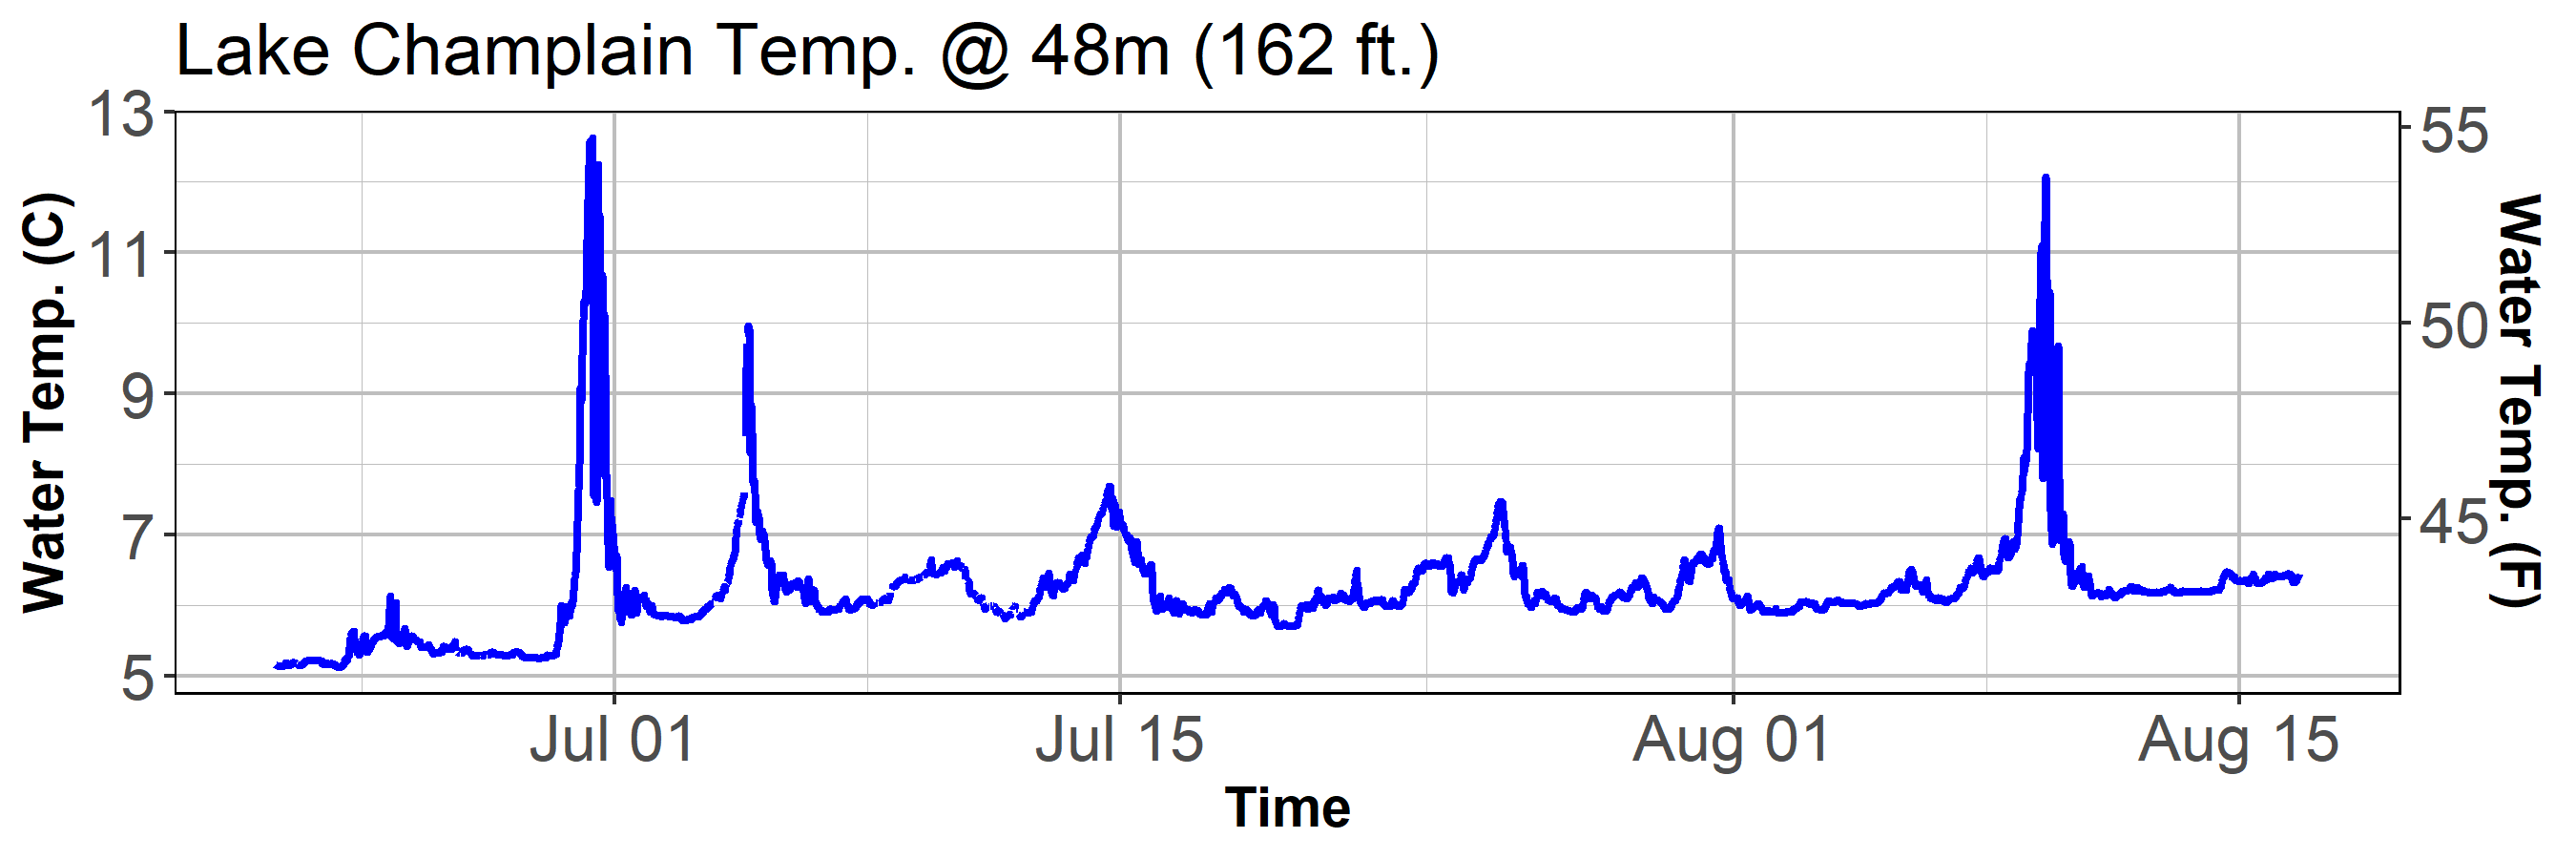 Lake Champlain Temp. @ 48m (162 ft.)
13
11
9
7
5
Water Temp. (C)
55
50
45
Water Temp. (F)
Jul 01 Jul 15 Aug 01 Aug 15
Time